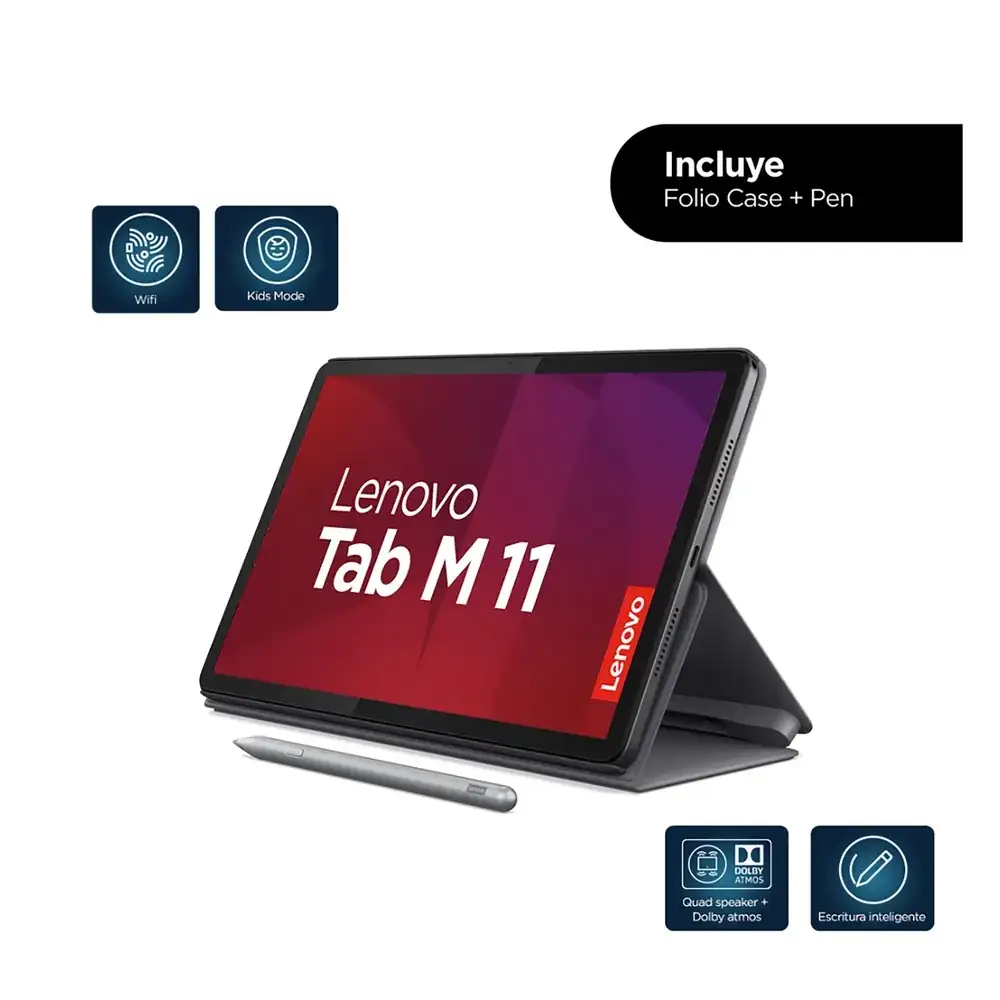 Incluye
Folio Case + Pen
Wifi
Kids Mode
Lenovo
Tab M 11
Lenovo
DOLBY
ATMOS
Quad speaker +
Dolby atmos
Escritura inteligente